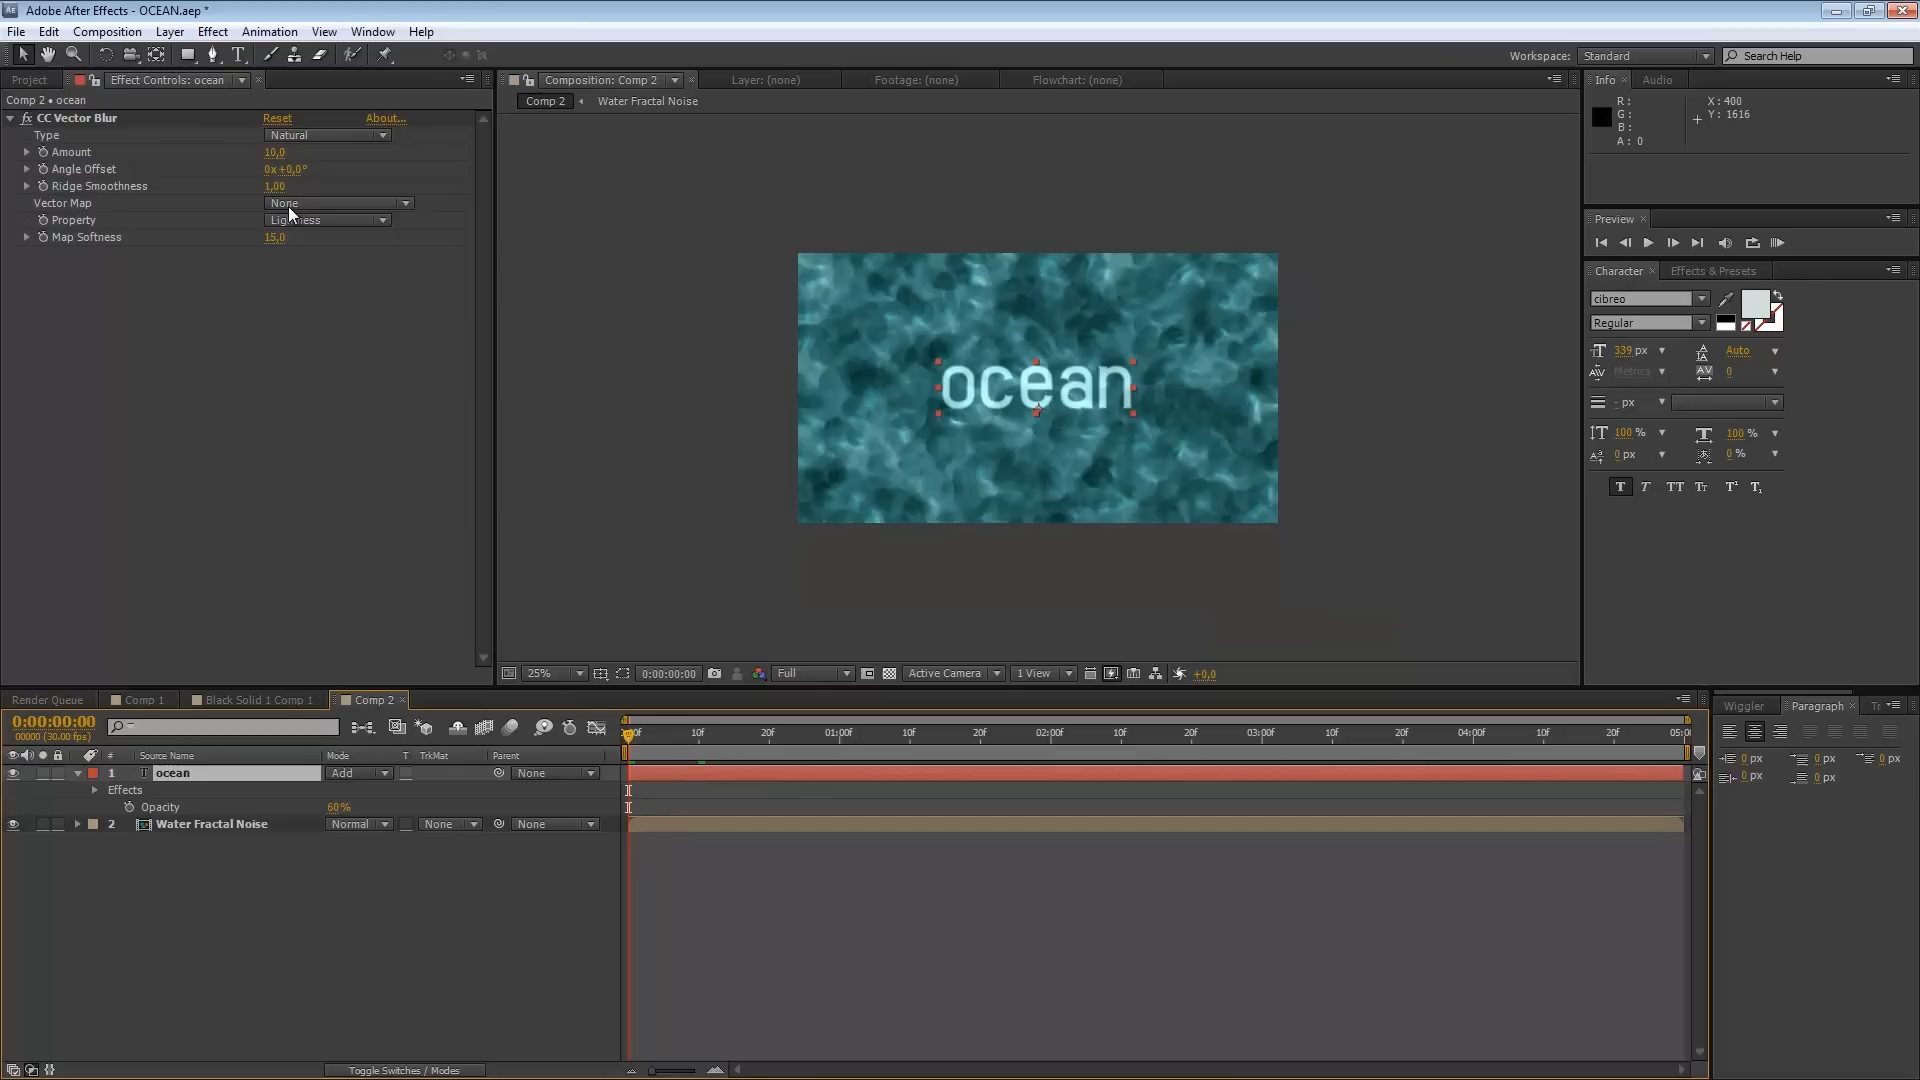 Adobe After Effects - OCEAN.aep *
File Edit Composition Layer Effect Animation View Window Help
Workspace: Standard Search Help
Project Effect Controls: ocean Composition: Comp 2 Layer: (none) Footage: (none) Flowchart: (none) Info Audio
Comp 2 • ocean
Comp 2 Water Fractal Noise
R: X: 400
G: Y: 1616
B:
A: 0
fx CC Vector Blur Reset About...
Type Natural
Amount 10,0
Angle Offset 0x+0,0°
Ridge Smoothness 1,00
Vector Map None
Property
Map Softness 15,0
Preview
Character Effects & Presets
cibreo
Regular
339 px Auto
Metrics 0
- px
100 % 100 %
0 px 0 %
T T TT Tt T¹ T₁
ocean
25% 0:00:00:00 Full Active Camera 1 View +0,0
Render Queue Comp 1 Black Solid 1 Comp 1 Comp 2
Wiggler Paragraph
0:00:00:00
00000 (30.00 fps)
10f 20f 01:00f 10f 20f 02:00f 10f 20f 03:00f 10f 20f 04:00f 10f 20f
# Source Name Mode T TrkMat Parent
1 T ocean Add None
Effects
Opacity 60%
2 Water Fractal Noise Normal None None
0 px 0 px 0 px
0 px 0 px
Toggle Switches / Modes